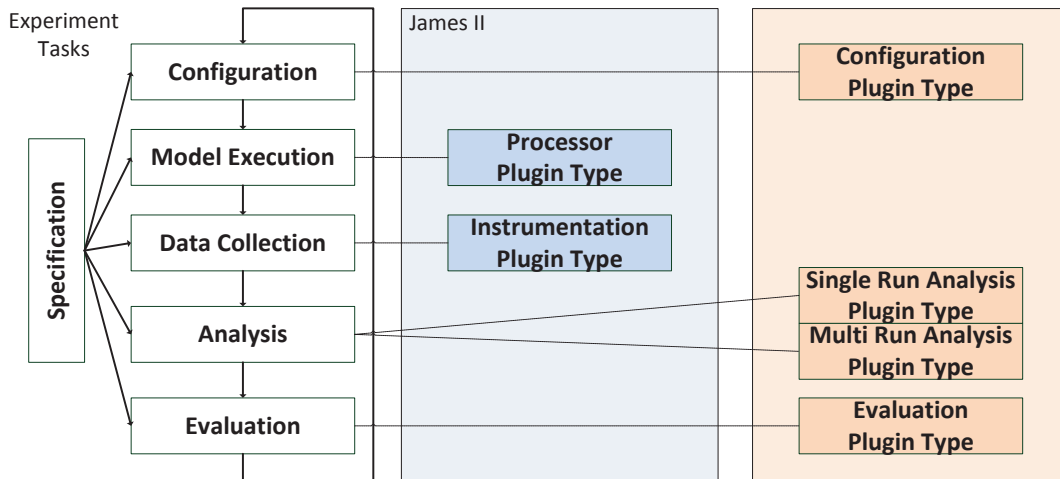 Experiment
Tasks
Specification
Configuration
Model Execution
Data Collection
Analysis
Evaluation
James II
Processor
Plugin Type
Instrumentation
Plugin Type
Configuration
Plugin Type
Single Run Analysis
Plugin Type
Multi Run Analysis
Plugin Type
Evaluation
Plugin Type